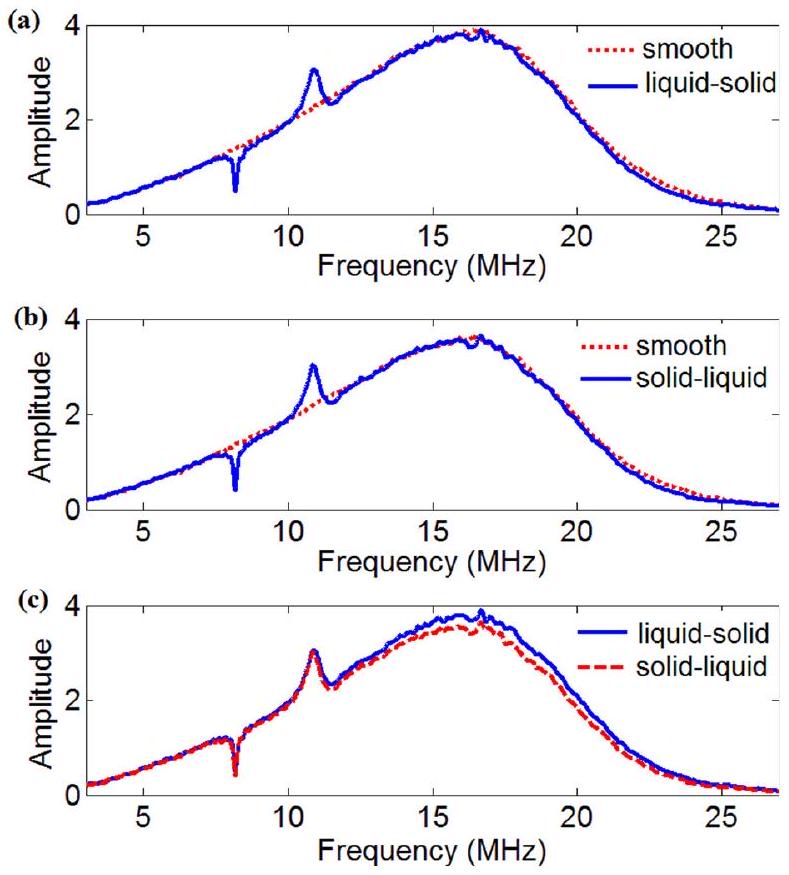 (a)
4
2
0
Amplitude
smooth
liquid-solid
5 10 15 20 25
Frequency (MHz)
(b)
4
2
0
Amplitude
smooth
solid-liquid
5 10 15 20 25
Frequency (MHz)
(c)
4
2
0
Amplitude
liquid-solid
solid-liquid
5 10 15 20 25
Frequency (MHz)